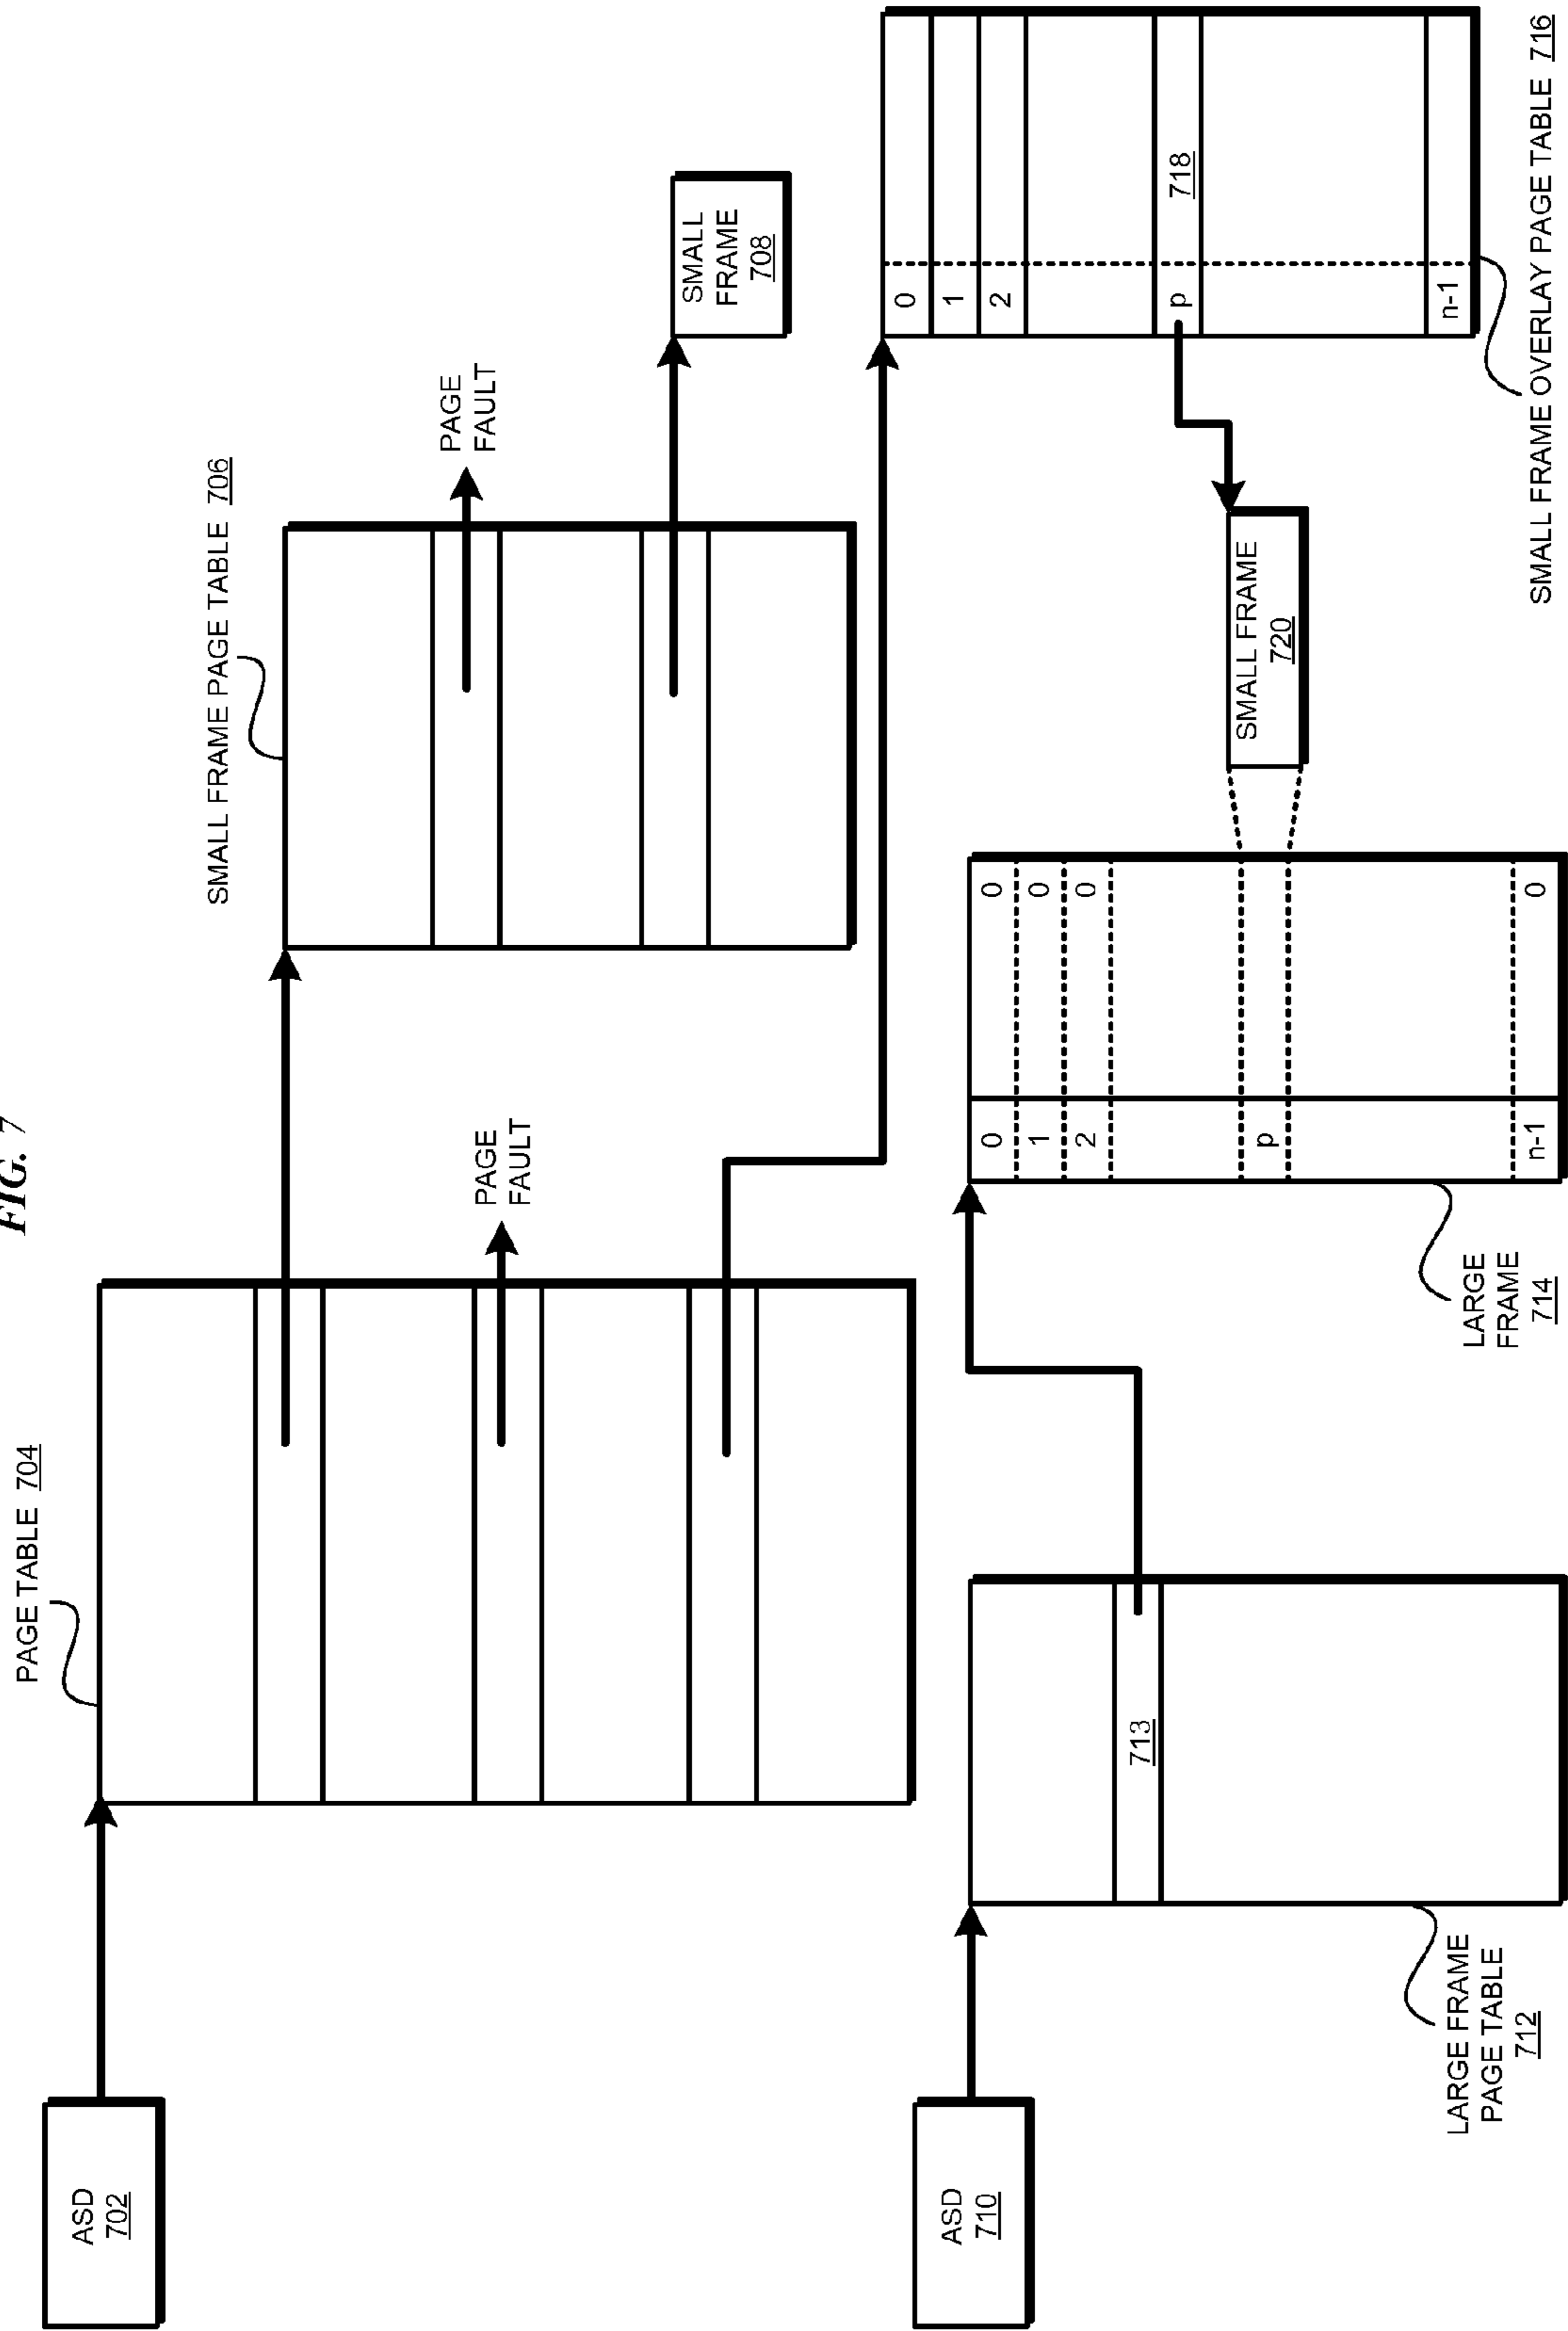 FIG. 7
PAGE TABLE 704
SMALL FRAME PAGE TABLE 706
ASD
702
PAGE
FAULT
PAGE
FAULT
SMALL
FRAME
708
ASD
710
LARGE FRAME
PAGE TABLE
712
713
LARGE
FRAME
714
0 0
1 0
2 0
p
n-1 0
SMALL FRAME
720
0
1
2
p 718
n-1
SMALL FRAME OVERLAY PAGE TABLE 716